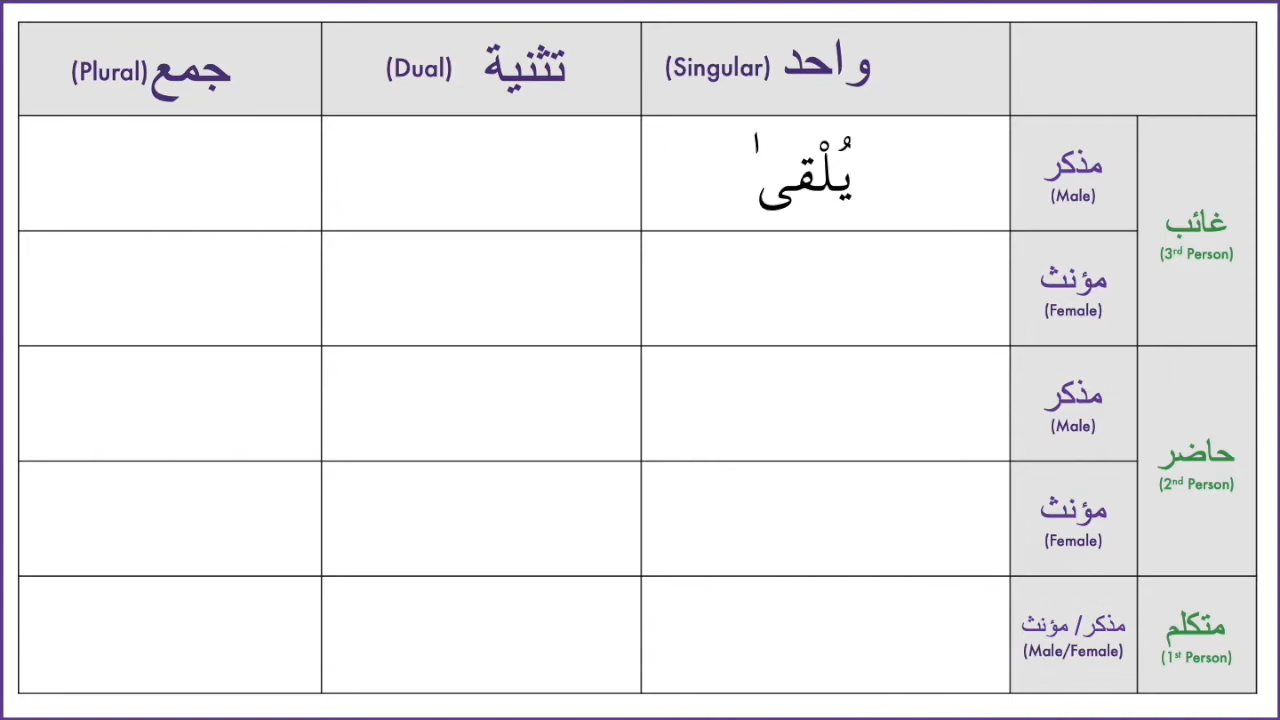 واحد (Singular) تثنية (Dual) جمع (Plural)
غائب
(3rd Person)
مذكر
(Male)
يُلْقىٰ
مؤنث
(Female)
حاضر
(2nd Person)
مذكر
(Male)
مؤنث
(Female)
متكلم
(1st Person)
مذكر/ مؤنث
(Male/Female)